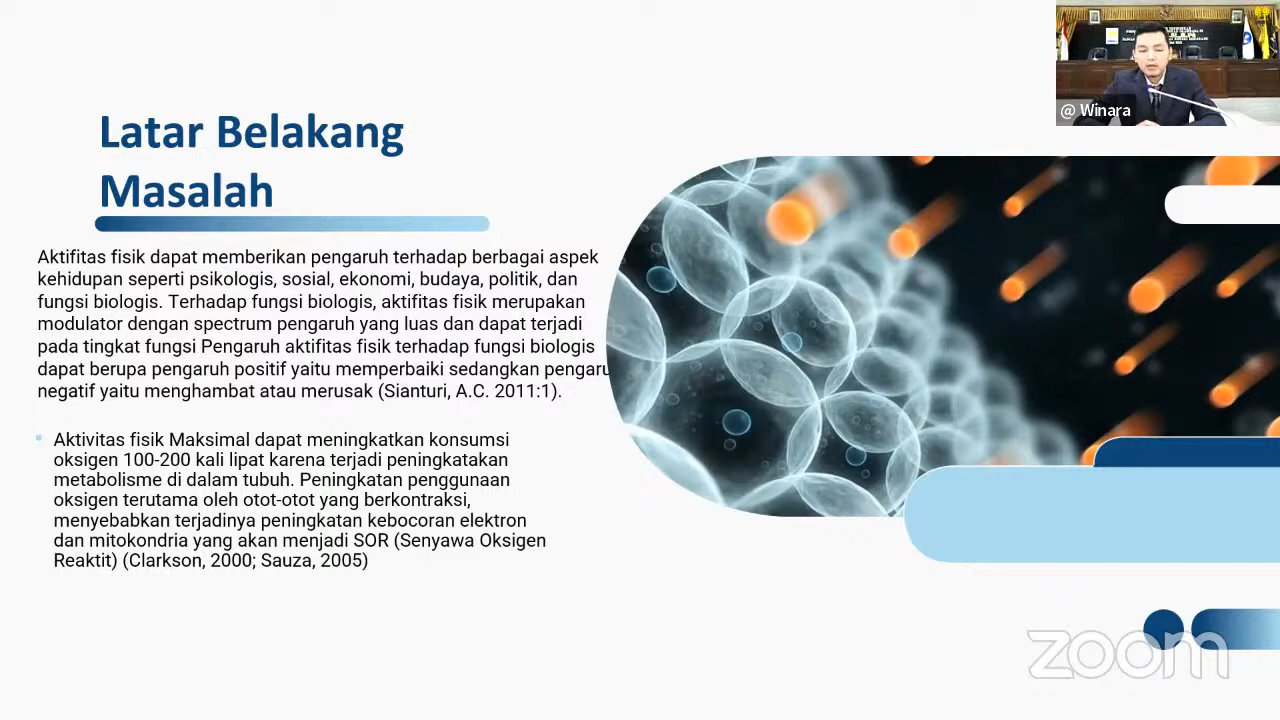 Latar Belakang
Masalah
Aktifitas fisik dapat memberikan pengaruh terhadap berbagai aspek
kehidupan seperti psikologis, sosial, ekonomi, budaya, politik, dan
fungsi biologis. Terhadap fungsi biologis, aktifitas fisik merupakan
modulator dengan spectrum pengaruh yang luas dan dapat terjadi
pada tingkat fungsi Pengaruh aktifitas fisik terhadap fungsi biologis
dapat berupa pengaruh positif yaitu memperbaiki sedangkan pengaru
negatif yaitu menghambat atau merusak (Sianturi, A.C. 2011:1).
Aktivitas fisik Maksimal dapat meningkatkan konsumsi
oksigen 100-200 kali lipat karena terjadi peningkatakan
metabolisme di dalam tubuh. Peningkatan penggunaan
oksigen terutama oleh otot-otot yang berkontraksi,
menyebabkan terjadinya peningkatan kebocoran elektron
dan mitokondria yang akan menjadi SOR (Senyawa Oksigen
Reaktit) (Clarkson, 2000; Sauza, 2005)
@ Winara
zoom